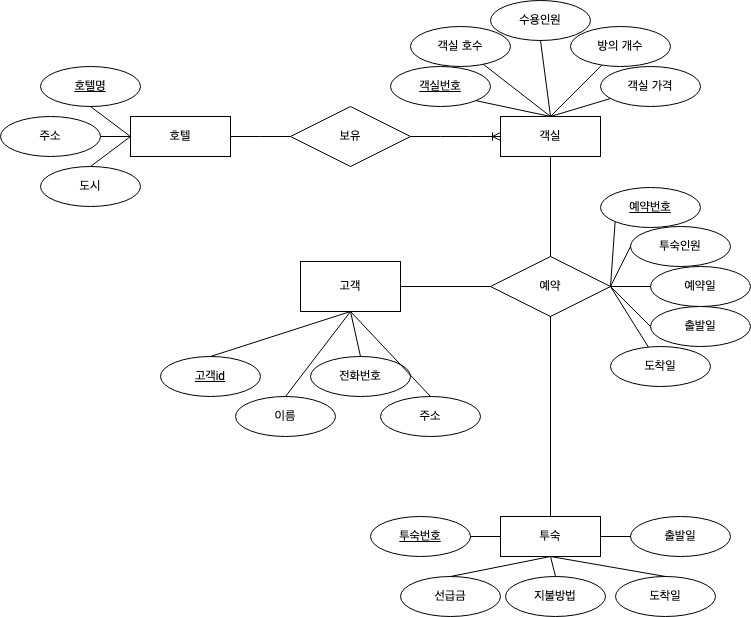 수용인원
객실 호수
방의 개수
객실번호
객실 가격
호텔명
주소
호텔
보유
객실
도시
예약번호
투숙인원
고객
예약
예약일
출발일
도착일
고객id
전화번호
이름
주소
투숙번호
투숙
출발일
선급금
지불방법
도착일